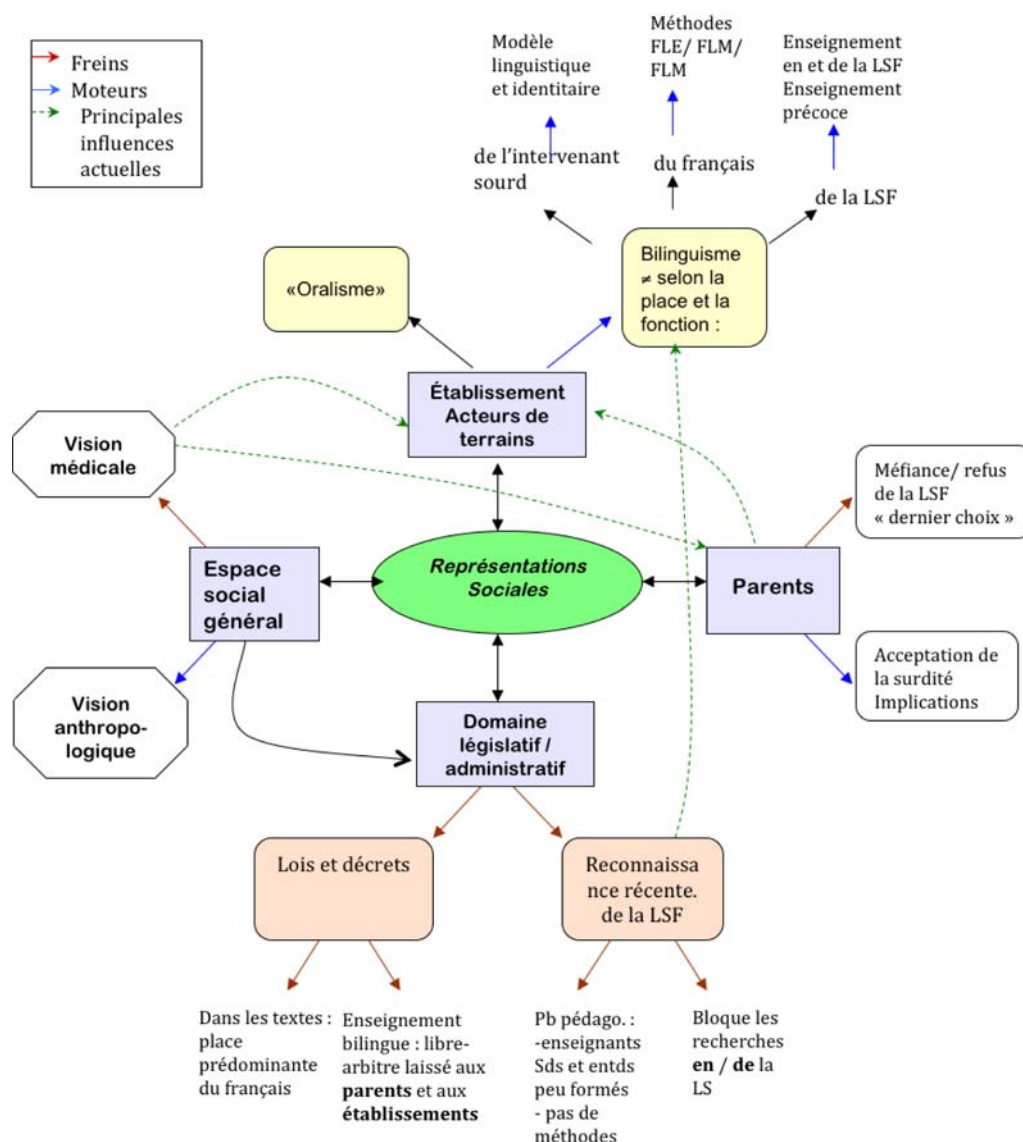 Freins
Moteurs
Principales
influences
actuelles
Modèle
linguistique
et identitaire
Méthodes
FLE/ FLM/
FLM
Enseignement
en et de la LSF
Enseignement
précoce
de l'intervenant
sourd
du français
de la LSF
«Oralisme»
Bilinguisme
≠ selon la
place et la
fonction :
Établissement
Acteurs de
terrains
Vision
médicale
Méfiance/ refus
de la LSF
« dernier choix »
Espace
social
général
Représentations
Sociales
Parents
Vision
anthropo-
logique
Acceptation de
la surdité
Implications
Domaine
législatif /
administratif
Lois et décrets
Reconnaissa
nce récente.
de la LSF
Dans les textes :
place
prédominante
du français
Enseignement
bilingue : libre-
arbitre laissé aux
parents et aux
établissements
Pb pédago. :
-enseignants
Sds et entds
peu formés
- pas de
méthodes
Bloque les
recherches
en / de la
LS